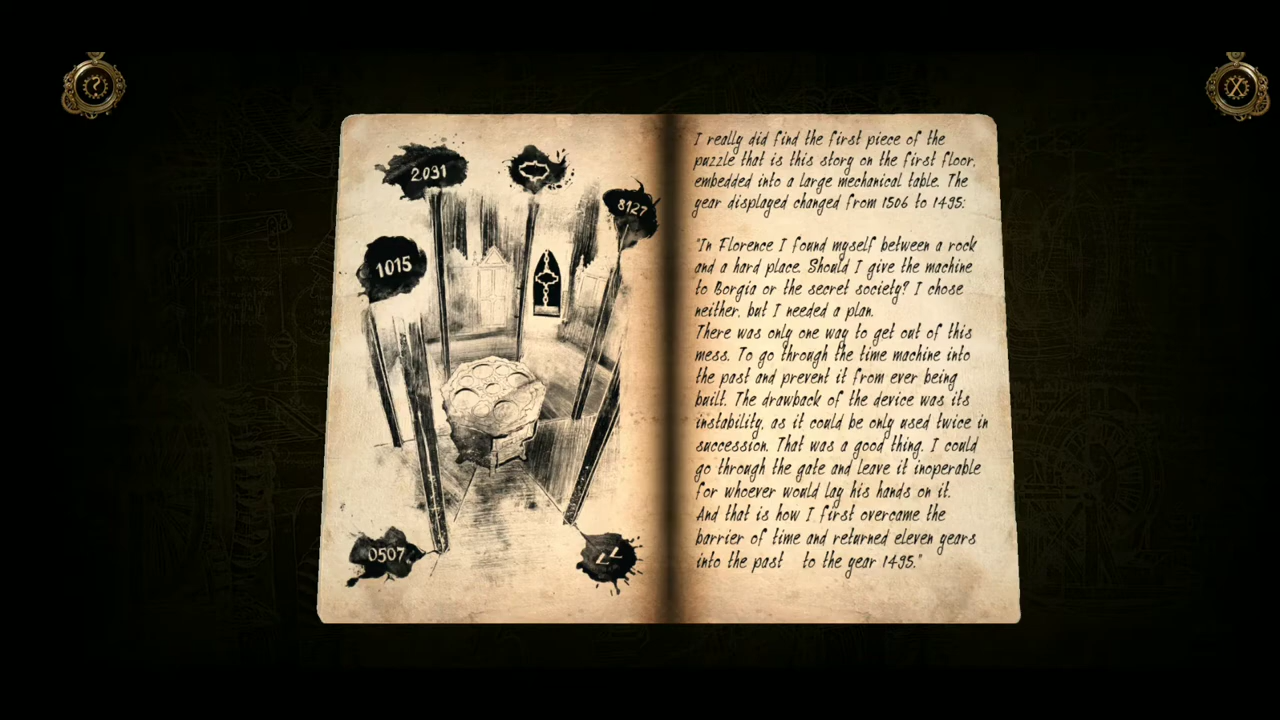 2031
8127
1015
0507
I really did find the first piece of the
puzzle that is this story on the first floor,
embedded into a large mechanical table. The
year displayed changed from 1506 to 1495:
"In Florence I found myself between a rock
and a hard place. Should I give the machine
to Borgia or the secret society? I chose
neither, but I needed a plan.
There was only one way to get out of this
mess. To go through the time machine into
the past and prevent it from ever being
built. The drawback of the device was its
instability, as it could be only used twice in
succession. That was a good thing. I could
go through the gate and leave it inoperable
for whoever would lay his hands on it.
And that is how I first overcame the
barrier of time and returned eleven years
into the past to the year 1495."
?
X